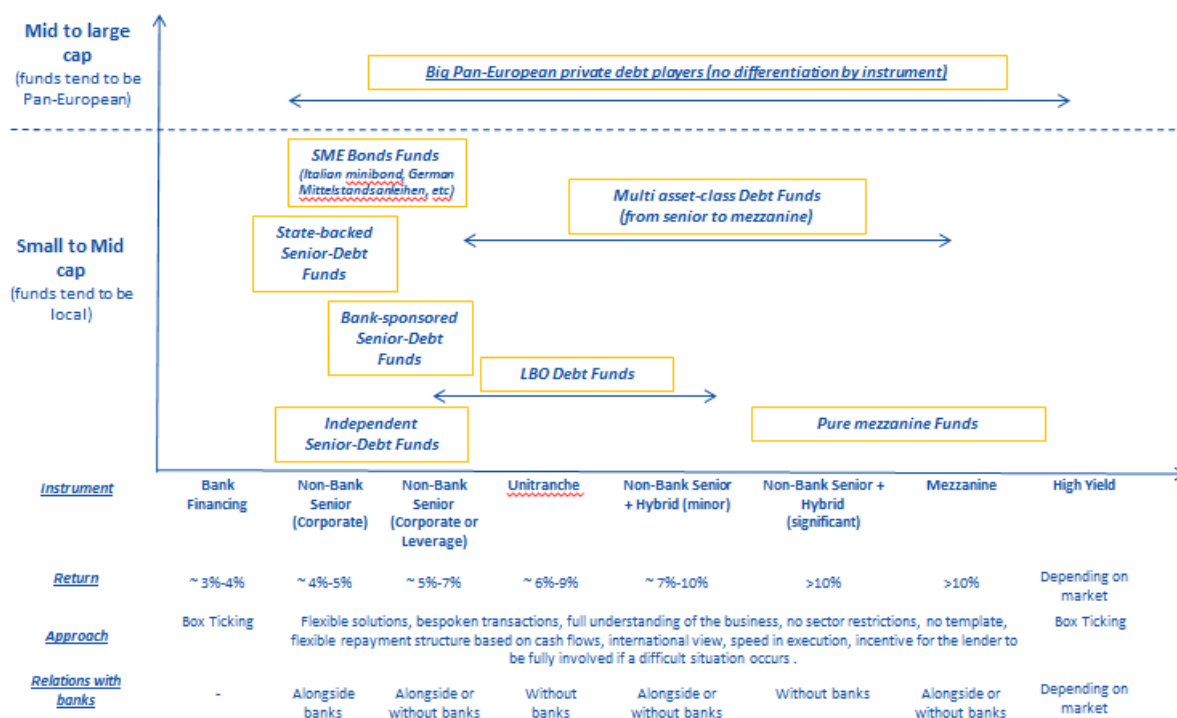 Mid to large
cap
(funds tend to be
Pan-European)
Big Pan-European private debt players (no differentiation by instrument)
SME Bonds Funds
(Italian minibond, German
Mittelstandsanleihen, etc)
Multi asset-class Debt Funds
(from senior to mezzanine)
State-backed
Senior-Debt
Funds
Small to Mid
cap
(funds tend to be
local)
Bank-sponsored
Senior-Debt
Funds
LBO Debt Funds
Independent
Senior-Debt Funds
Pure mezzanine Funds
Instrument
Bank
Financing
Non-Bank
Senior
(Corporate)
Non-Bank
Senior
(Corporate or
Leverage)
Unitranche
Non-Bank Senior
+ Hybrid (minor)
Non-Bank Senior +
Hybrid
(significant)
Mezzanine
High Yield
Return
~ 3%-4%
~ 4%-5%
~ 5%-7%
~ 6%-9%
~ 7%-10%
>10%
>10%
Depending on
market
Approach
Box Ticking
Flexible solutions, bespoken transactions, full understanding of the business, no sector restrictions, no template,
flexible repayment structure based on cash flows, international view, speed in execution, incentive for the lender to
be fully involved if a difficult situation occurs .
Box Ticking
Relations with
banks
-
Alongside
banks
Alongside or
without banks
Without
banks
Alongside or
without banks
Without banks
Alongside or
without banks
Depending on
market